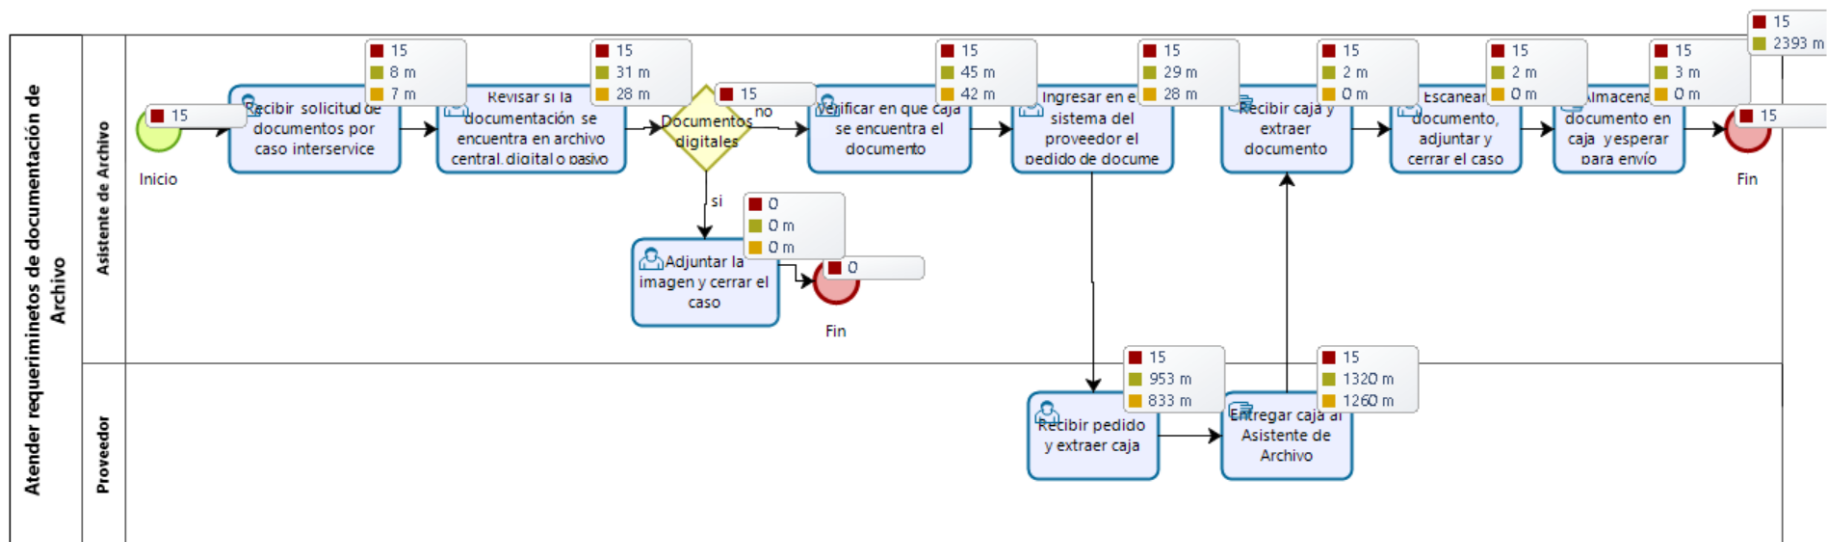 Atender requeriminetos de documentación de
Archivo
Asistente de Archivo
15
Inicio
Recibir solicitud de
documentos por
caso interservice
15
8 m
7 m
Revisar si la
documentación se
encuentra en archivo
central, digital o pasivo
15
31 m
28 m
Documentos
digitales
15
no
si
Verificar en que caja
se encuentra el
documento
15
45 m
42 m
Ingresar en e
sistema del
proveedor el
pedido de docume
15
29 m
28 m
Recibir caja y
extraer
documento
15
2 m
0 m
Escanear
documento,
adjuntar y
cerrar el caso
15
2 m
0 m
Almacena
documento en
caja y esperar
para envío
15
3 m
0 m
15
2393 m
15
Fin
Adjuntar la
imagen y cerrar el
caso
0
0 m
0 m
0
Fin
Proveedor
Recibir pedido
y extraer caja
15
953 m
833 m
Entregar caja al
Asistente de
Archivo
15
1320 m
1260 m